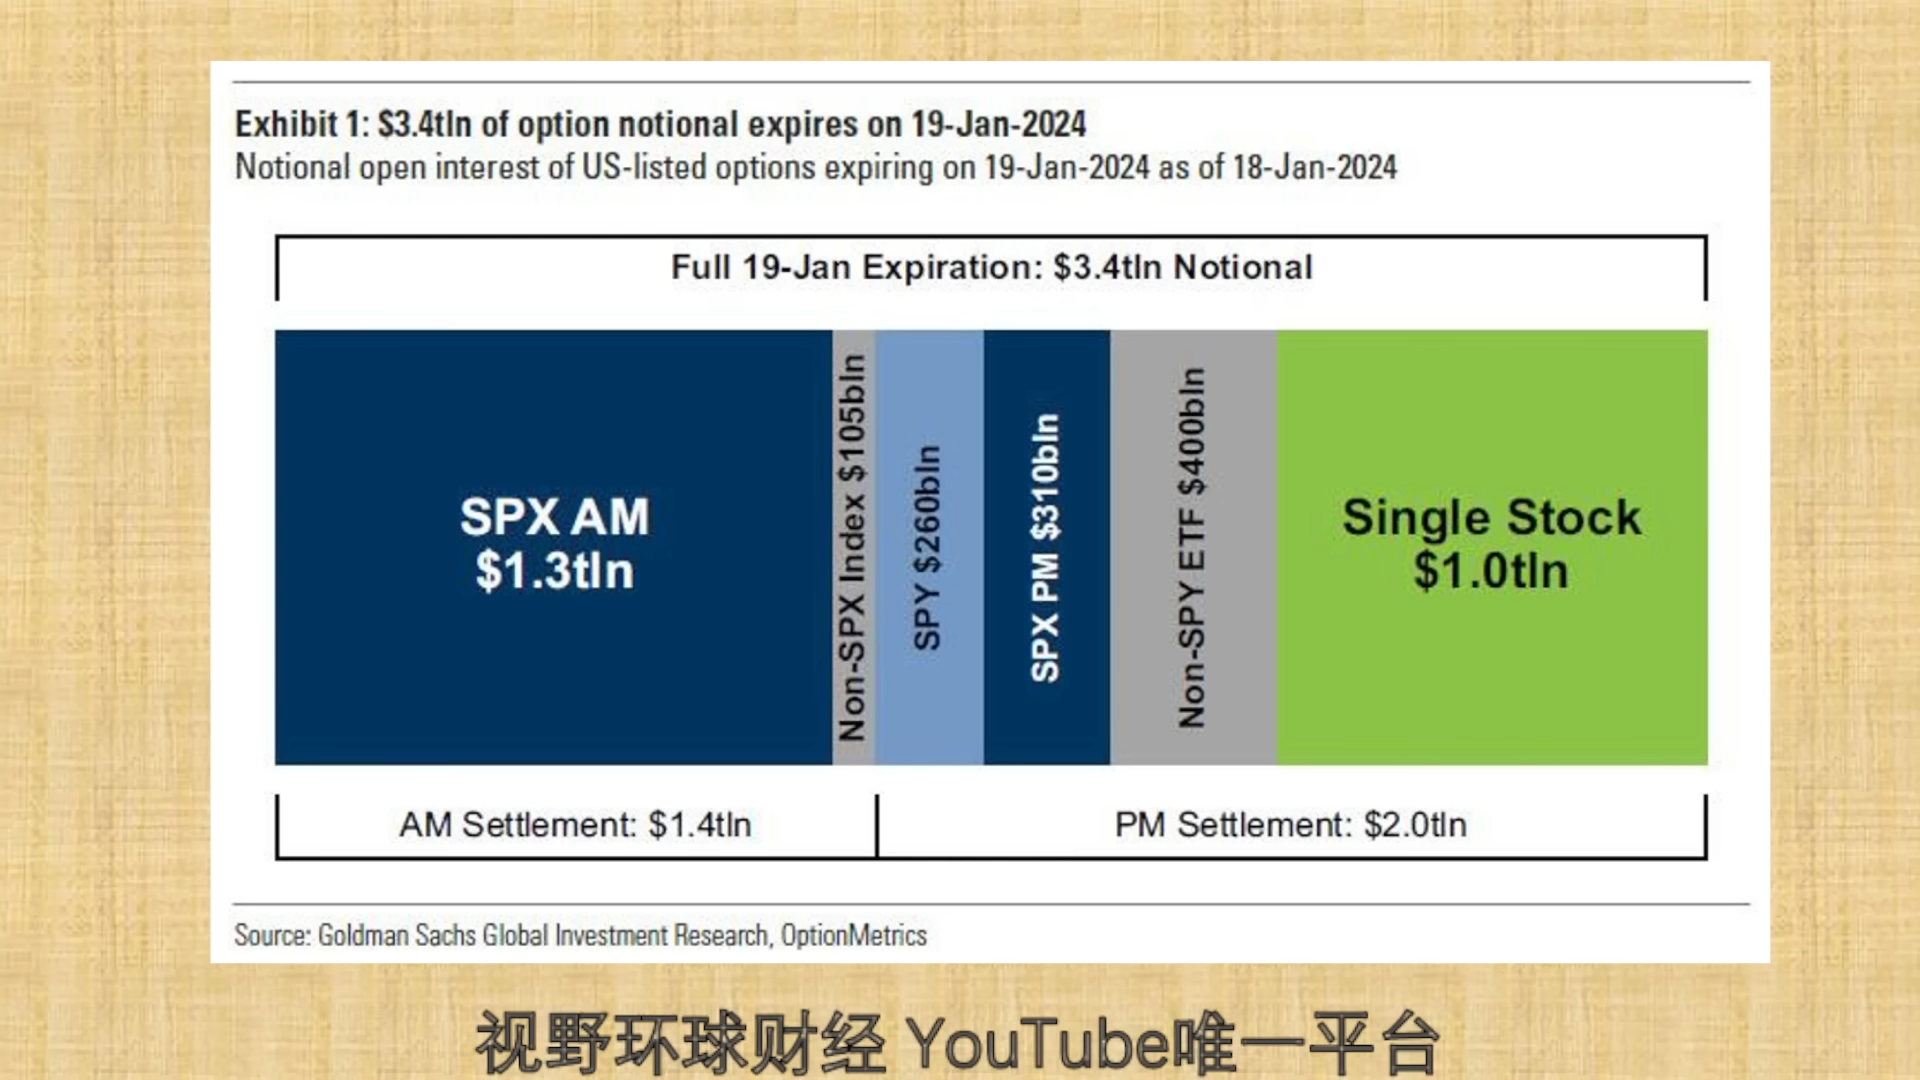 Exhibit 1: $3.4tln of option notional expires on 19-Jan-2024
Notional open interest of US-listed options expiring on 19-Jan-2024 as of 18-Jan-2024
Full 19-Jan Expiration: $3.4tln Notional
SPX AM
$1.3tln
Non-SPX Index $105bln
SPY $260bln
SPX PM $310bln
Non-SPY ETF $400bln
Single Stock
$1.0tln
AM Settlement: $1.4tln
PM Settlement: $2.0tln
Source: Goldman Sachs Global Investment Research, OptionMetrics
视野环球财经 YouTube唯一平台